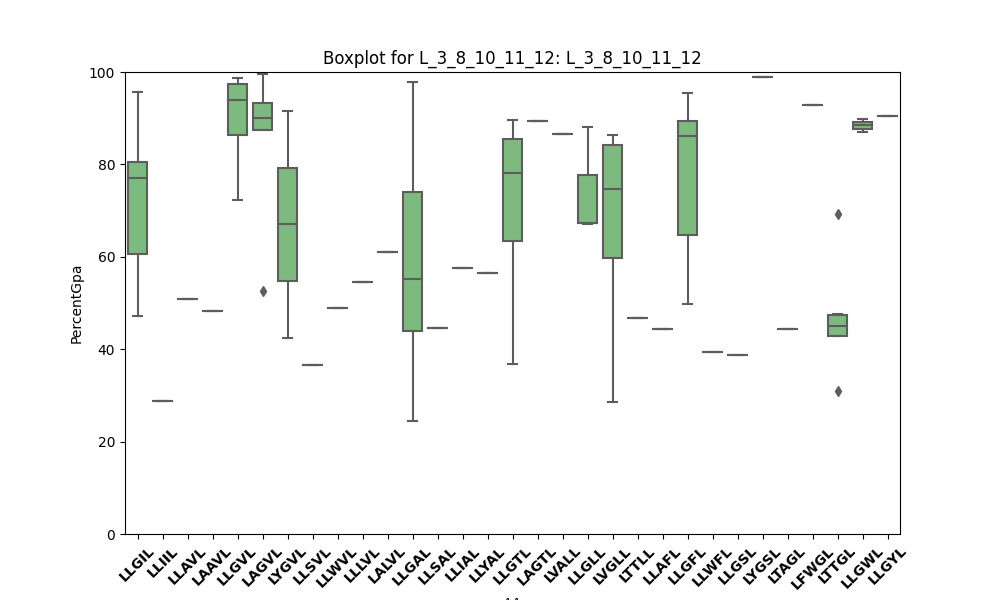 Boxplot for L_3_8_10_11_12: L_3_8_10_11_12
100
80
60
40
20
0
PercentGpa
LLGIL
LLIIL
LLAVL
LAAVL
LLGVL
LAGVL
LYGVL
LLSVL
LLWVL
LLLVL
LALVL
LLGAL
LLSAL
LLIAL
LLYAL
LLGTL
LAGTL
LVALL
LLGLL
LVGLL
LTTLL
LLAFL
LLGFL
LLWFL
LLGSL
LYGSL
LTAGL
LFWGL
LTTGL
LLGWL
LLGYL